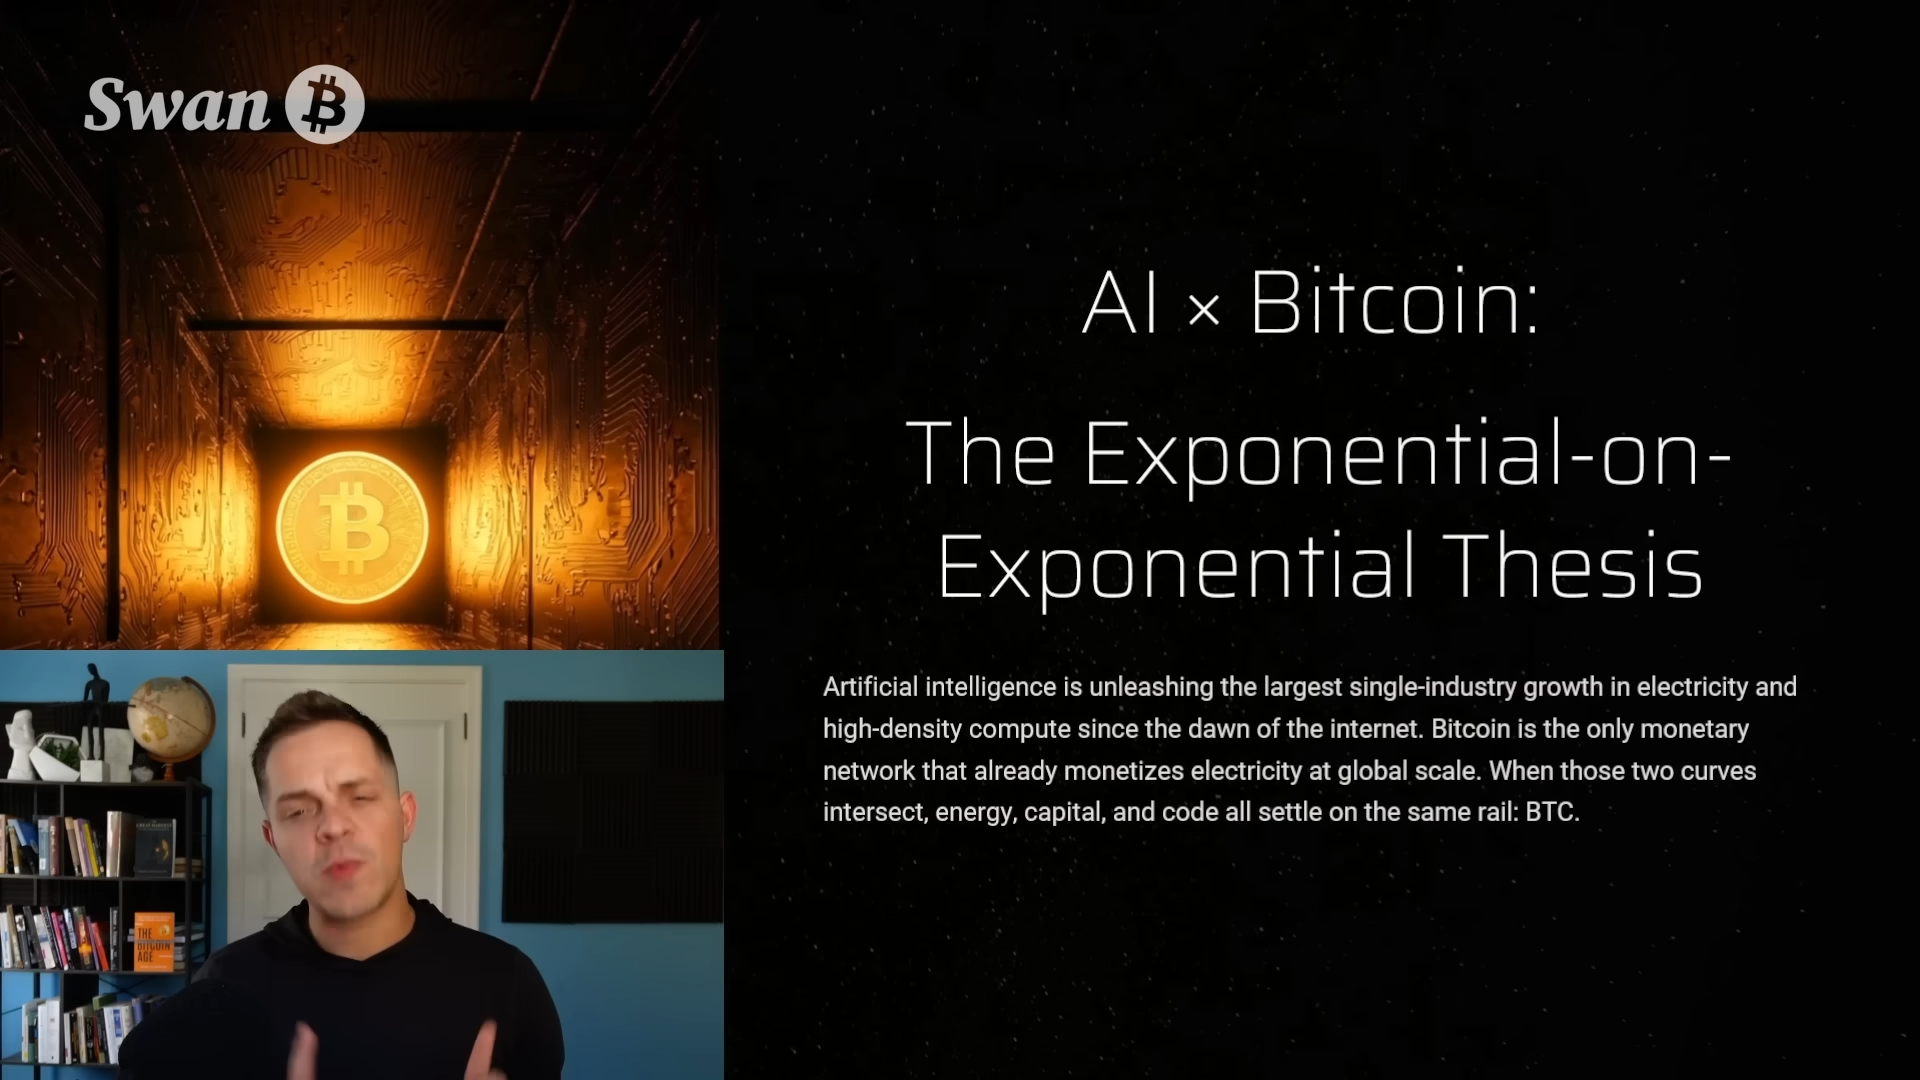 Swan
AI × Bitcoin:
The Exponential-on-
Exponential Thesis
Artificial intelligence is unleashing the largest single-industry growth in electricity and
high-density compute since the dawn of the internet. Bitcoin is the only monetary
network that already monetizes electricity at global scale. When those two curves
intersect, energy, capital, and code all settle on the same rail: BTC.
THE
BITCOIN
AGE